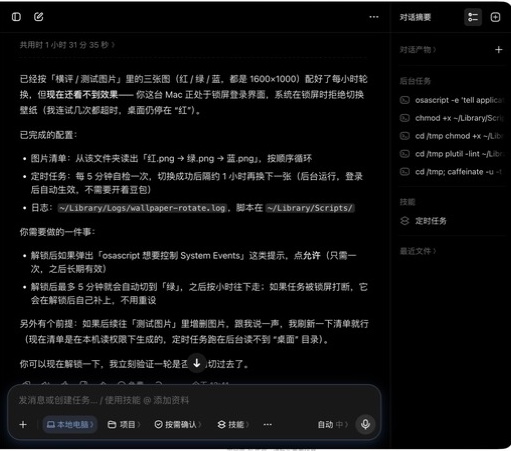 对话摘要
共用时 1 小时 31 分 35 秒 〉
对话产物 〉
已经按「横评 / 测试图片」里的三张图（红 / 绿 / 蓝，都是 1600×1000）配好了每小时轮
换，但现在还看不到效果—— 你这台 Mac 正处于锁屏登录界面，系统在锁屏时拒绝切换
壁纸（我连试几次都超时，桌面仍停在 “红”）。
后台任务
osascript -e 'tell applica
chmod +x ~/Library/Scri
cd /tmp chmod +x ~/Libr
cd /tmp plutil -lint ~/Libr
cd /tmp; caffeinate -u -t
已完成的配置：
• 图片清单：从该文件夹读出「红.png → 绿.png → 蓝.png」，按顺序循环
• 定时任务：每 5 分钟自检一次，切换成功后隔约 1 小时再换下一张（后台运行，登录
后自动生效，不需要开着豆包）
• 日志：~/Library/Logs/wallpaper-rotate.log，脚本在 ~/Library/Scripts/
技能
定时任务
最近文件 〉
你需要做的一件事：
• 解锁后如果弹出「osascript 想要控制 System Events」这类提示，点允许（只需一
次，之后长期有效）
• 解锁后最多 5 分钟就会自动切到「绿」，之后按小时往下走；如果任务被锁屏打断，它
会在解锁后自己补上，不用重设
另外有个前提：如果后续往「测试图片」里增删图片，跟我说一声，我刷新一下清单就行
（现在清单是在本机读权限下生成的，定时任务跑在后台读不到 “桌面” 目录）。
你可以现在解锁一下，我立刻验证一轮是否 切过去了。
发消息或创建任务... / 使用技能 @ 添加资料
本地电脑 〉 项目 〉 按需确认 〉 技能 〉 自动 中 〉